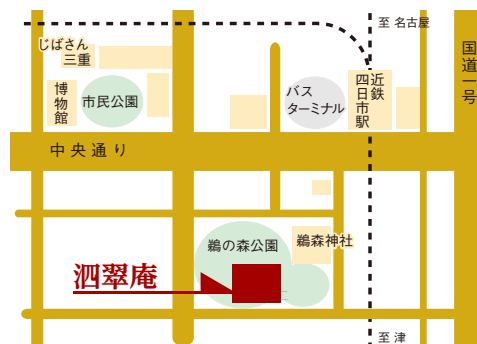 至 名古屋
じばさん
三重
国道一号
博物館
市民公園
バス
ターミナル
近鉄
四日市駅
中央通り
鵜の森公園
鵜森神社
泗翠庵
至 津